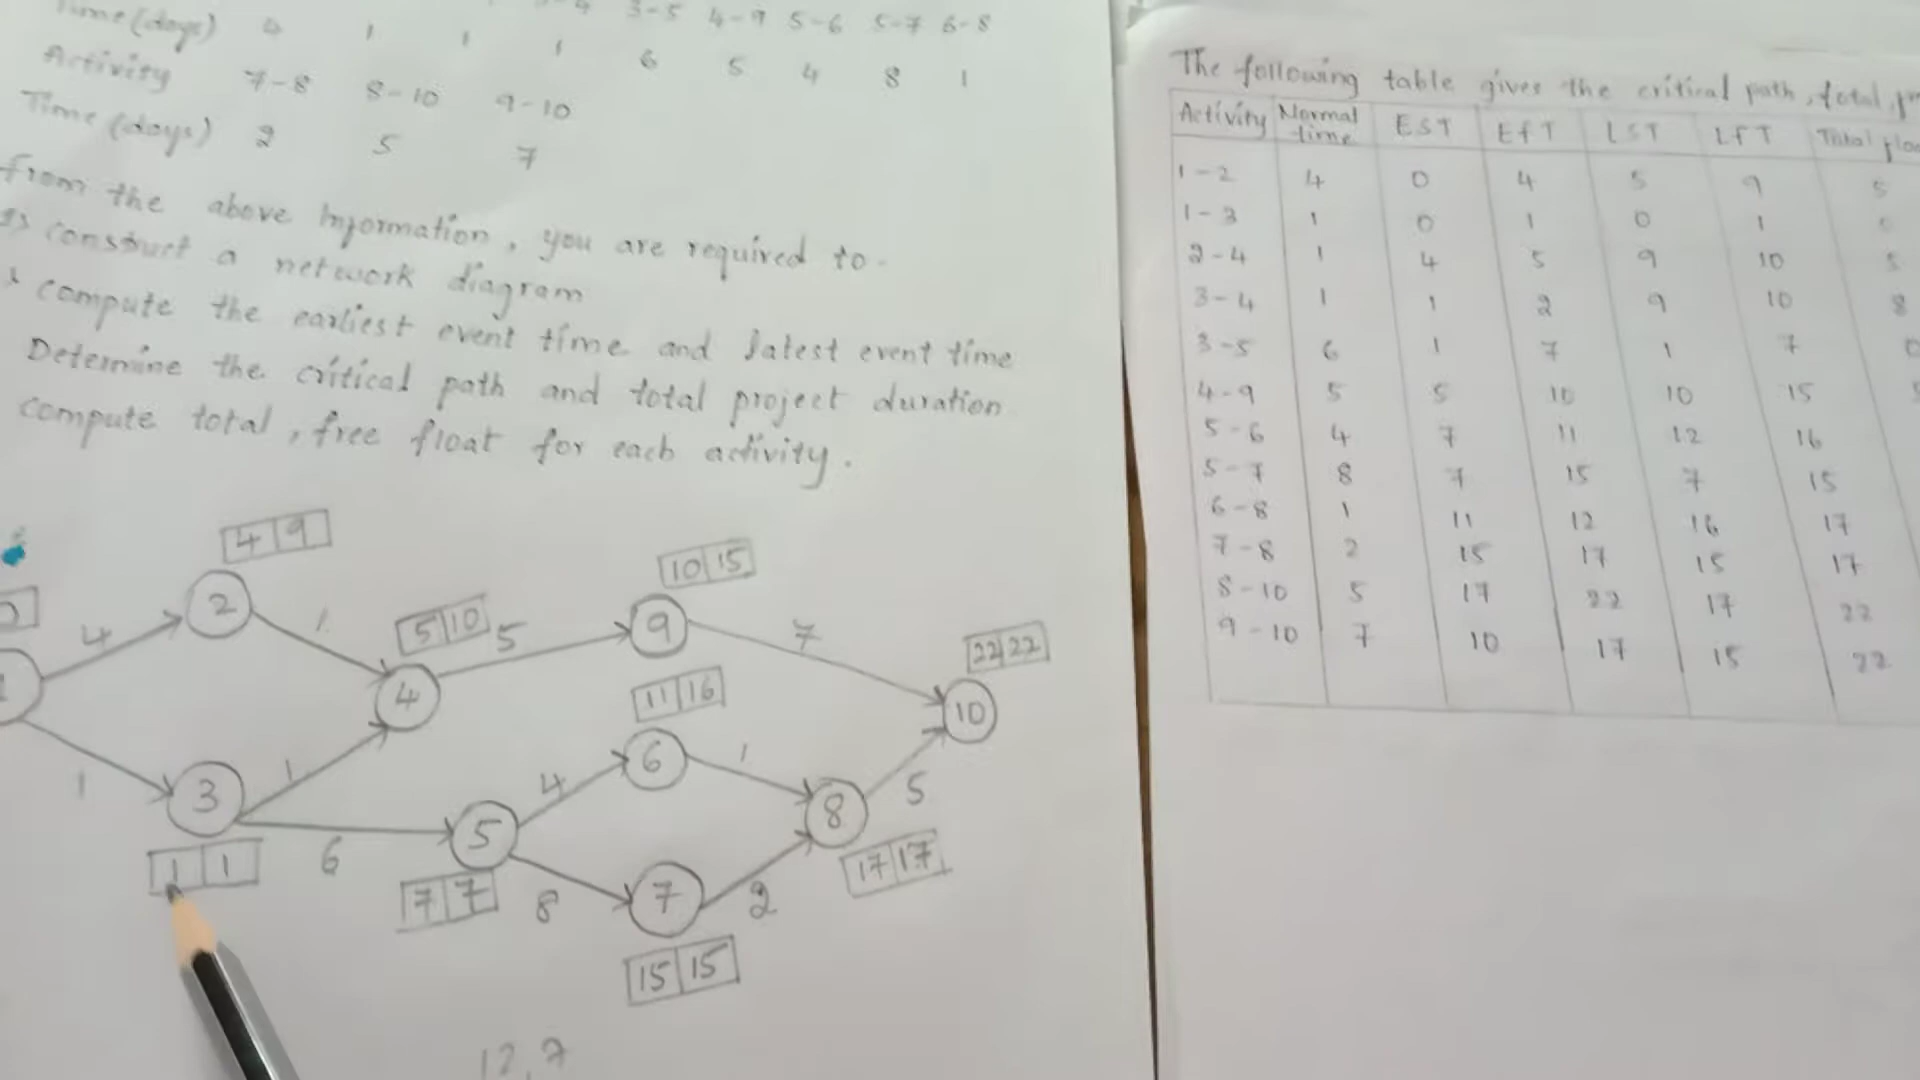 3-5 4-9 5-6 5-7 6-8
Time (days) 1 1 1 6 5 4 8 1
Activity 7-8 8-10 9-10
Time (days) 2 5 7
From the above Information, you are required to-
construct a network diagram
compute the earliest event time and latest event time
Determine the critical path and total project duration
compute total, free float for each activity.
4 9
2
4
1
5 10
4
5
10 15
9
7
22 22
10
1
3
1
1 1
6
5
7 7
4
11 16
6
1
8
7
15 15
2
8
17 17
5
12, 7
The following table gives the critical path, total,
Activity Normal time EST EFT LST LFT Total
1-2 4 0 4 5 9 5
1-3 1 0 1 0 1 0
2-4 1 4 5 9 10 5
3-4 1 1 2 9 10 8
3-5 6 1 7 1 7 0
4-9 5 5 10 10 15 5
5-6 4 7 11 12 16
5-7 8 7 15 7 15
6-8 1 11 12 16 17
7-8 2 15 17 15 17
8-10 5 17 22 17 22
9-10 7 10 17 15 22